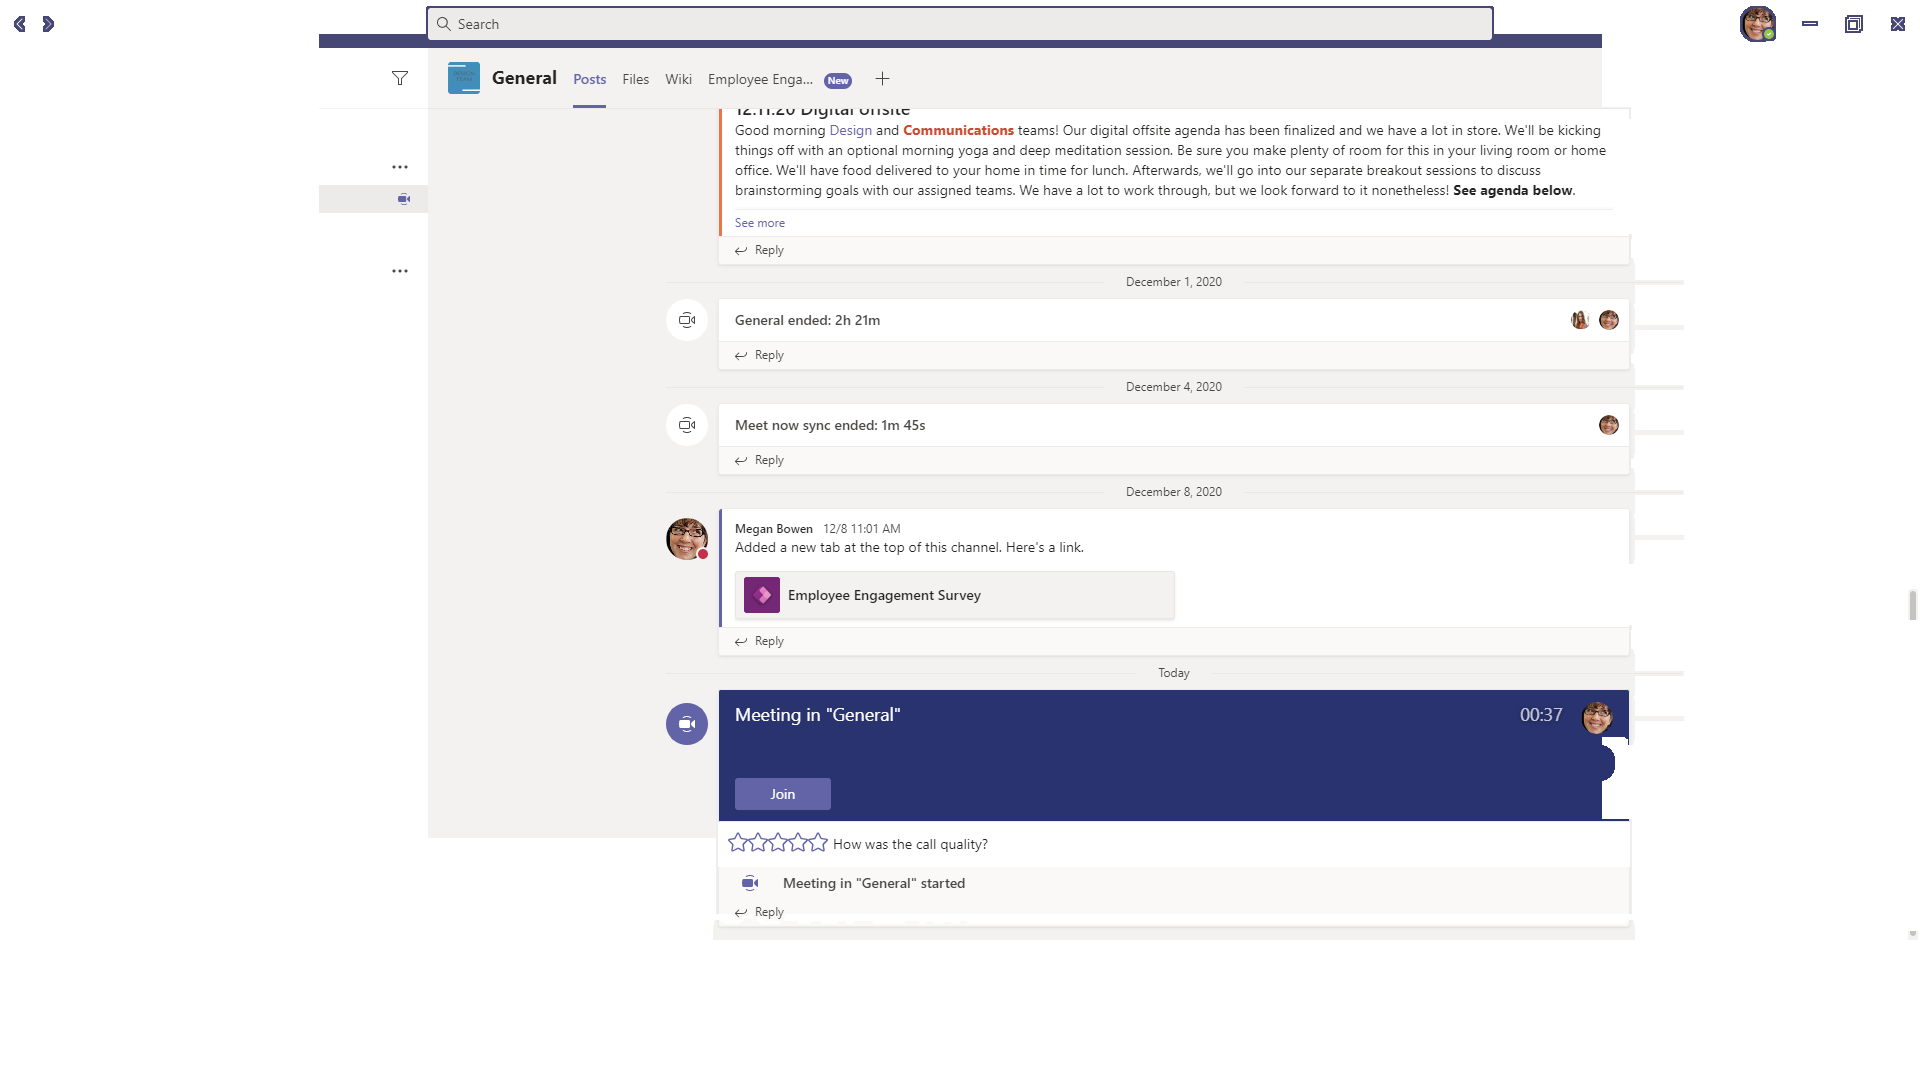 Search
General Posts Files Wiki Employee Enga... New
12.11.20 Digital offsite
Good morning Design and Communications teams! Our digital offsite agenda has been finalized and we have a lot in store. We'll be kicking
things off with an optional morning yoga and deep meditation session. Be sure you make plenty of room for this in your living room or home
office. We'll have food delivered to your home in time for lunch. Afterwards, we'll go into our separate breakout sessions to discuss
brainstorming goals with our assigned teams. We have a lot to work through, but we look forward to it nonetheless! See agenda below.
See more
Reply
December 1, 2020
General ended: 2h 21m
Reply
December 4, 2020
Meet now sync ended: 1m 45s
Reply
December 8, 2020
Megan Bowen 12/8 11:01 AM
Added a new tab at the top of this channel. Here's a link.
Employee Engagement Survey
Reply
Today
Meeting in "General" 00:37
Join
How was the call quality?
Meeting in "General" started
Reply